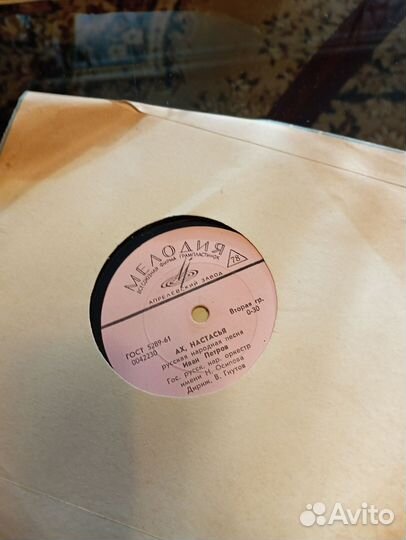 МЕЛОДИЯ
ВСЕСОЮЗНАЯ ФИРМА ГРАМПЛАСТИНОК
78
АПРЕЛЕВСКИЙ ЗАВОД
ГОСТ 5289-61
0042230
Вторая гр.
0-30
АХ, НАСТАСЬЯ
русская народная песня
Иван Петров
Гос. русск. нар. оркестр
имени Н. Осипова
Дириж. В. Гнутов
Avito